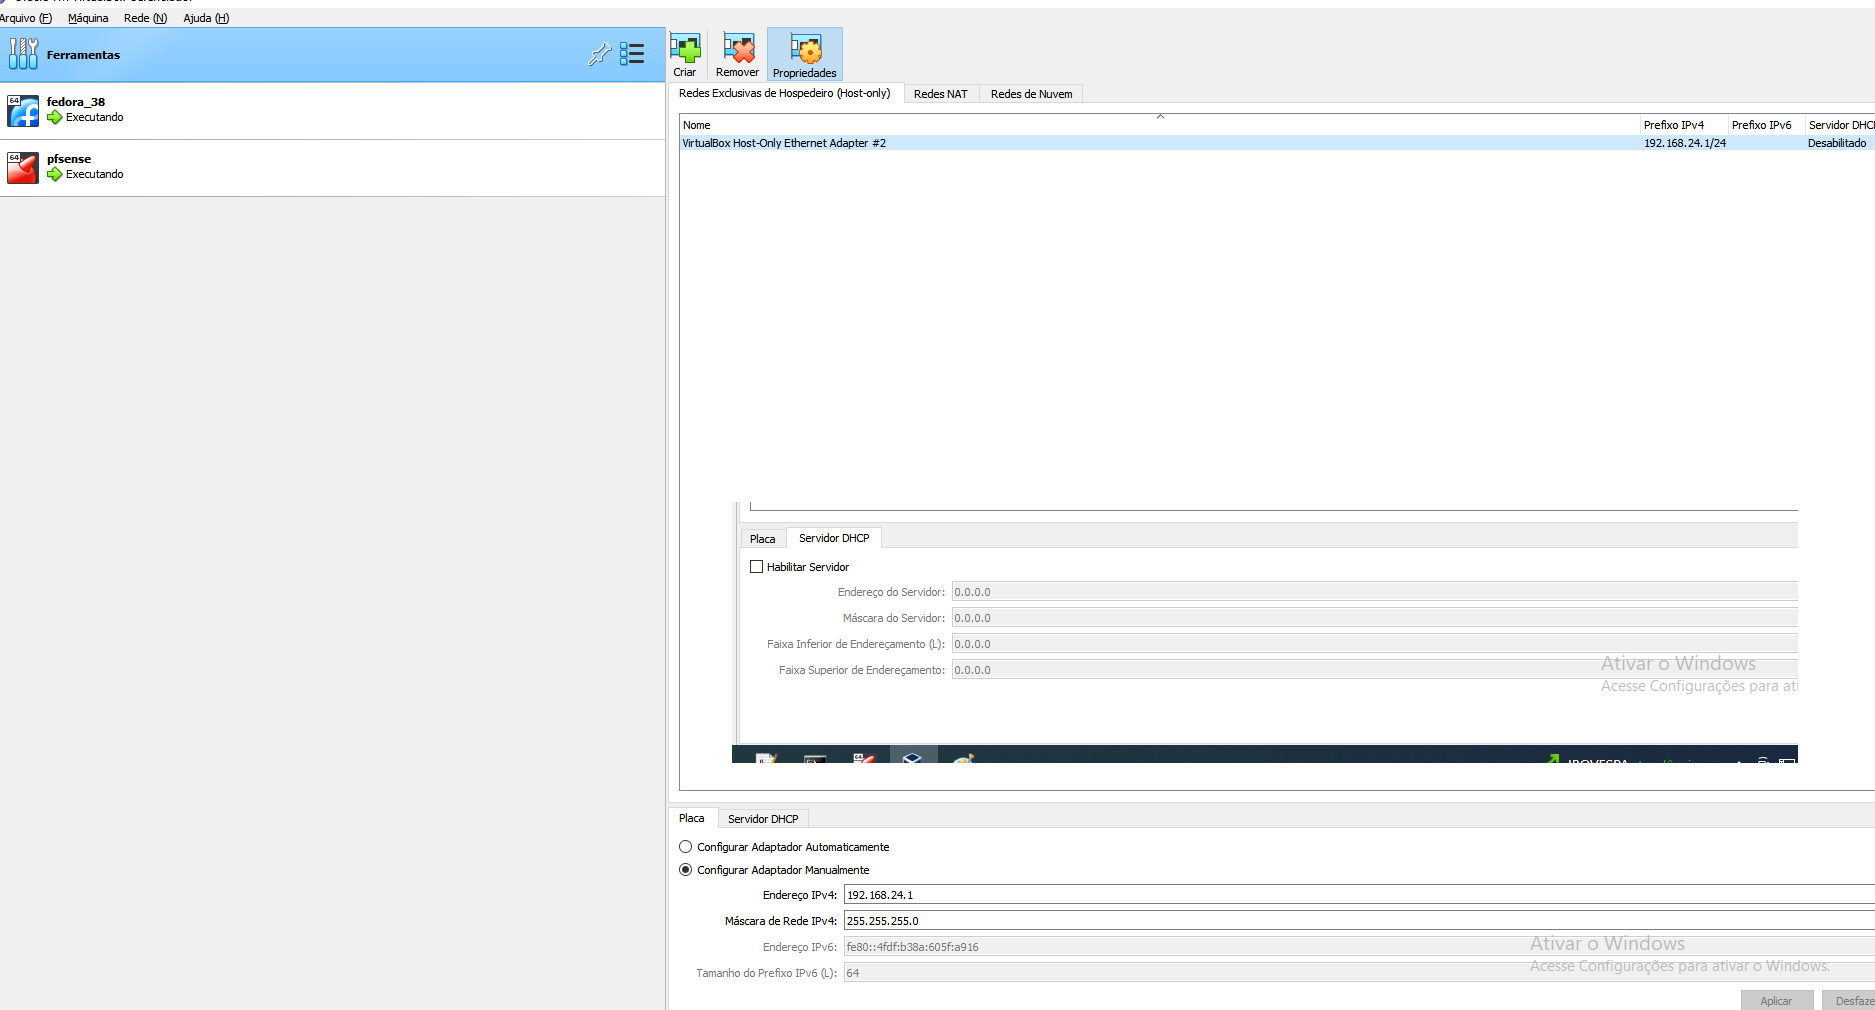 Arquivo (F) Máquina Rede (N) Ajuda (H)
Ferramentas
64
fedora_38
Executando
64
pfsense
Executando
Criar Remover Propriedades
Redes Exclusivas de Hospedeiro (Host-only) Redes NAT Redes de Nuvem
Nome Prefixo IPv4 Prefixo IPv6 Servidor DHC
VirtualBox Host-Only Ethernet Adapter #2 192.168.24.1/24 Desabilitado
Placa Servidor DHCP
Habilitar Servidor
Endereço do Servidor: 0.0.0.0
Máscara do Servidor: 0.0.0.0
Faixa Inferior de Endereçamento (L): 0.0.0.0
Faixa Superior de Endereçamento: 0.0.0.0
Ativar o Windows
Acesse Configurações para ati
64
IBOVESPA
Placa Servidor DHCP
Configurar Adaptador Automaticamente
Configurar Adaptador Manualmente
Endereço IPv4: 192.168.24.1
Máscara de Rede IPv4: 255.255.255.0
Endereço IPv6: fe80::4fdf:b38a:605f:a916
Tamanho do Prefixo IPv6 (L): 64
Ativar o Windows
Acesse Configurações para ativar o Windows.
Aplicar Desfaze